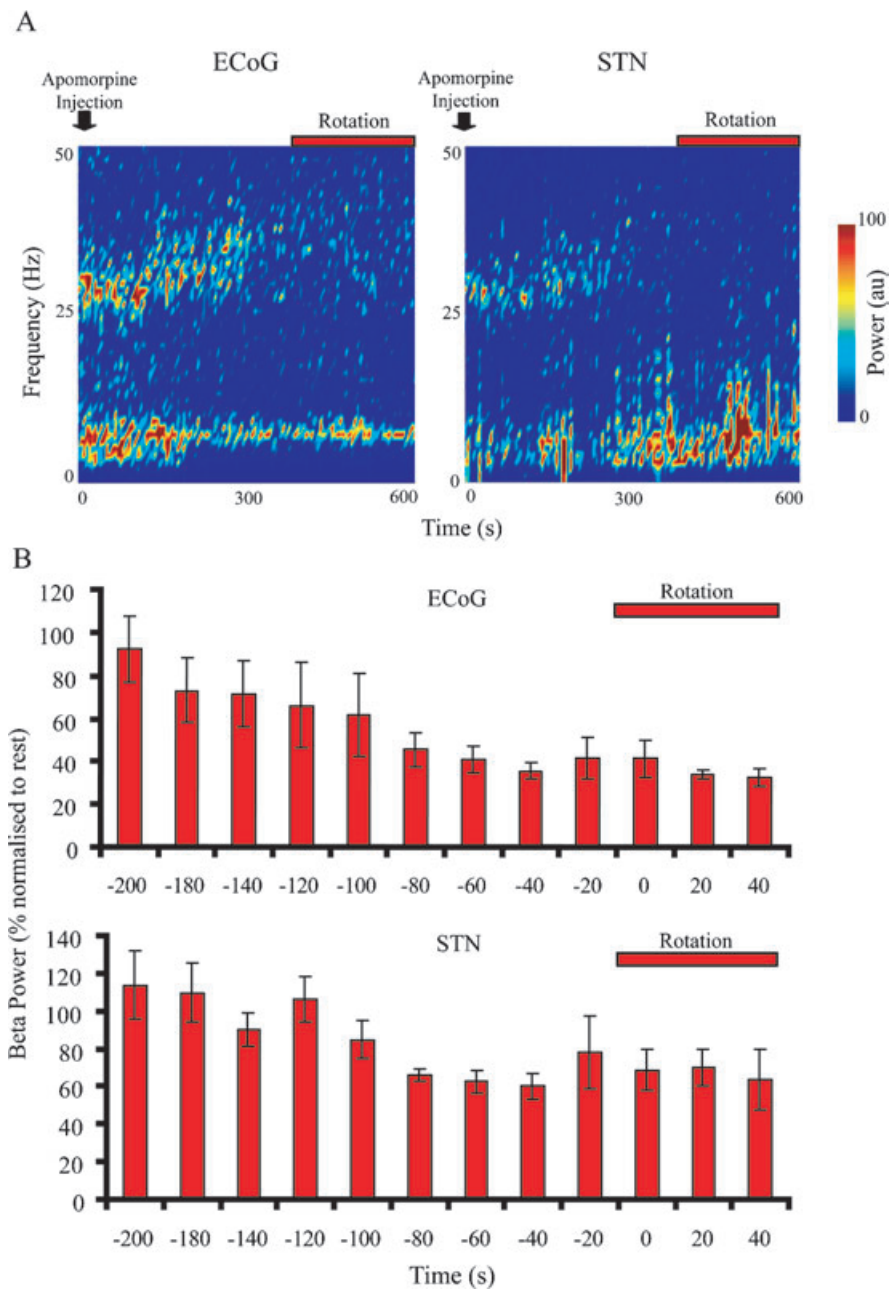 A
ECoG
STN
Apomorpine
Injection
Rotation
Apomorpine
Injection
Rotation
50
25
0
Frequency (Hz)
0
300
600
50
25
0
0
300
600
100
0
Power (au)
Time (s)
B
120
100
80
60
40
20
0
ECoG
Rotation
-200 -180 -140 -120 -100 -80 -60 -40 -20 0 20 40
Beta Power (% normalised to rest)
140
120
100
80
60
40
20
0
STN
Rotation
-200 -180 -140 -120 -100 -80 -60 -40 -20 0 20 40
Time (s)